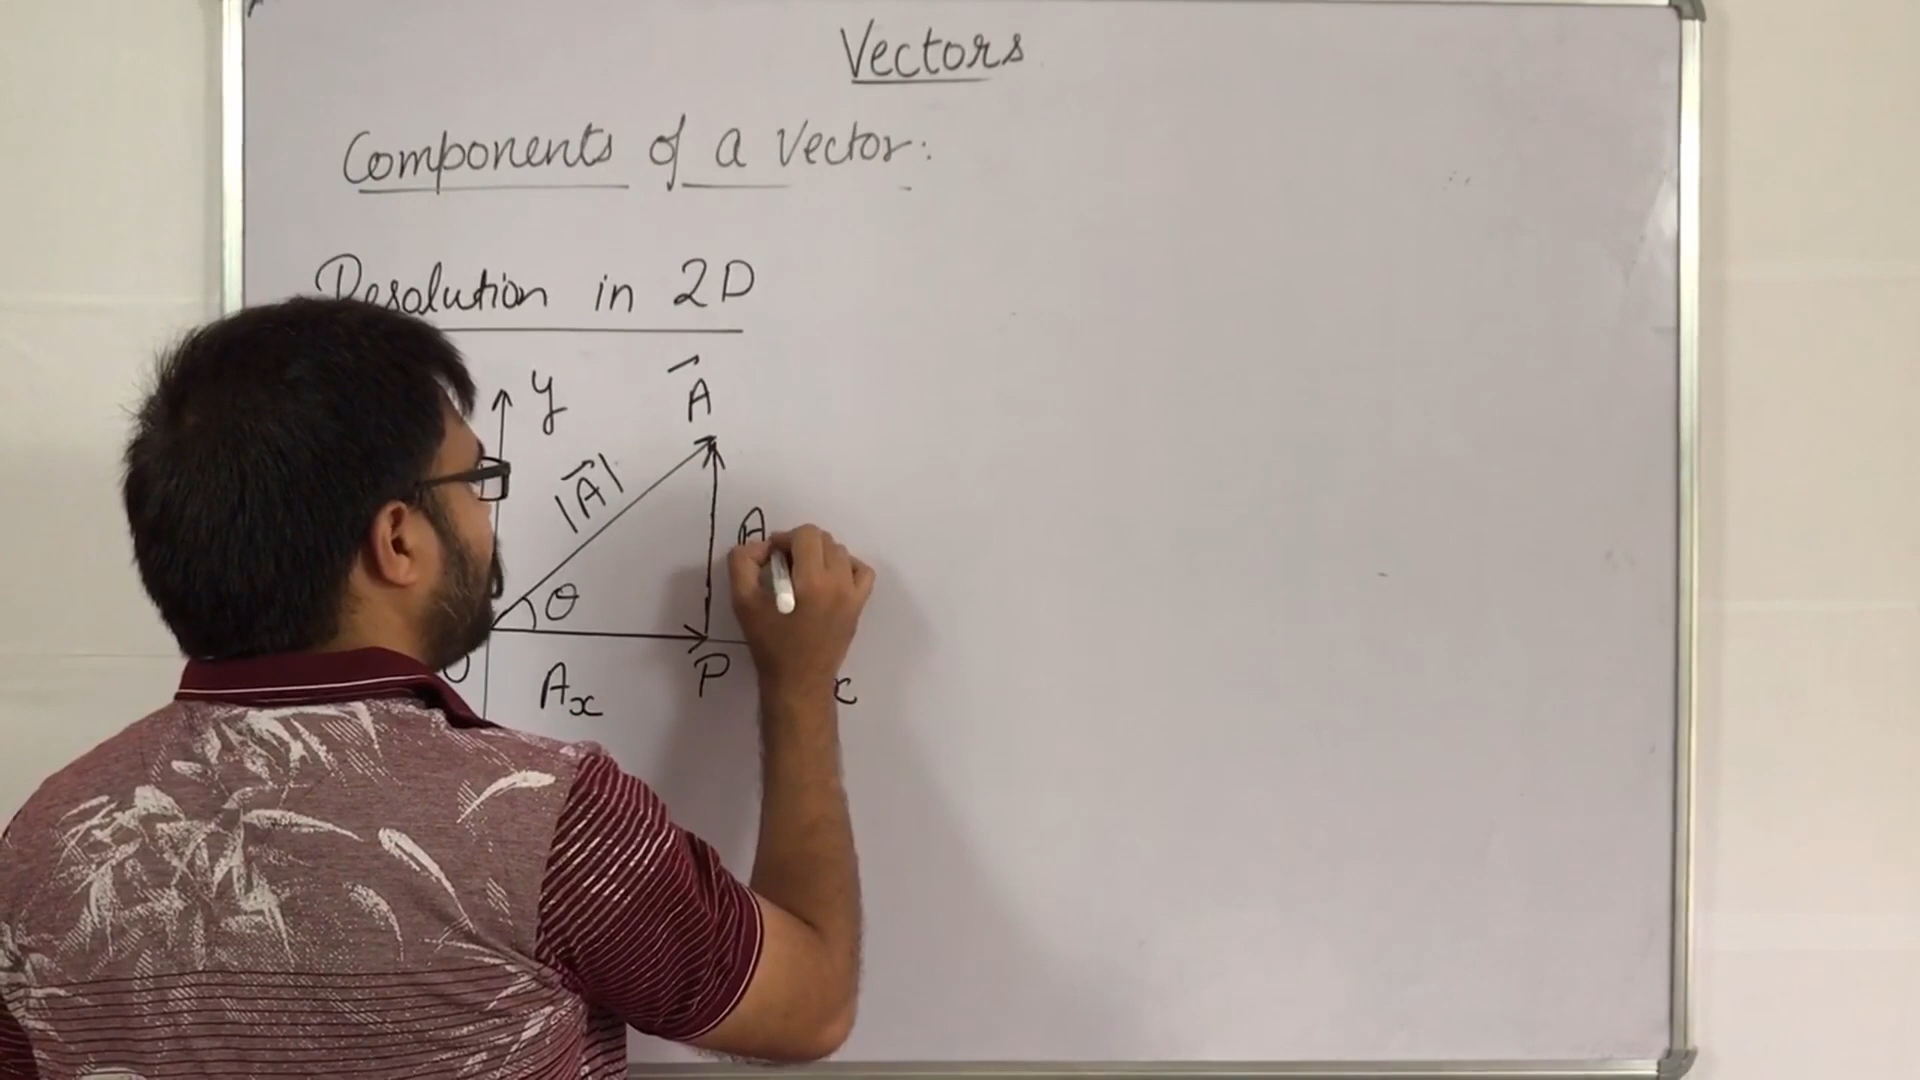 Vectors
Components of a Vector:
Resolution in 2D
y
A⃗
|A⃗|
A
θ
O
Aₓ
P
x